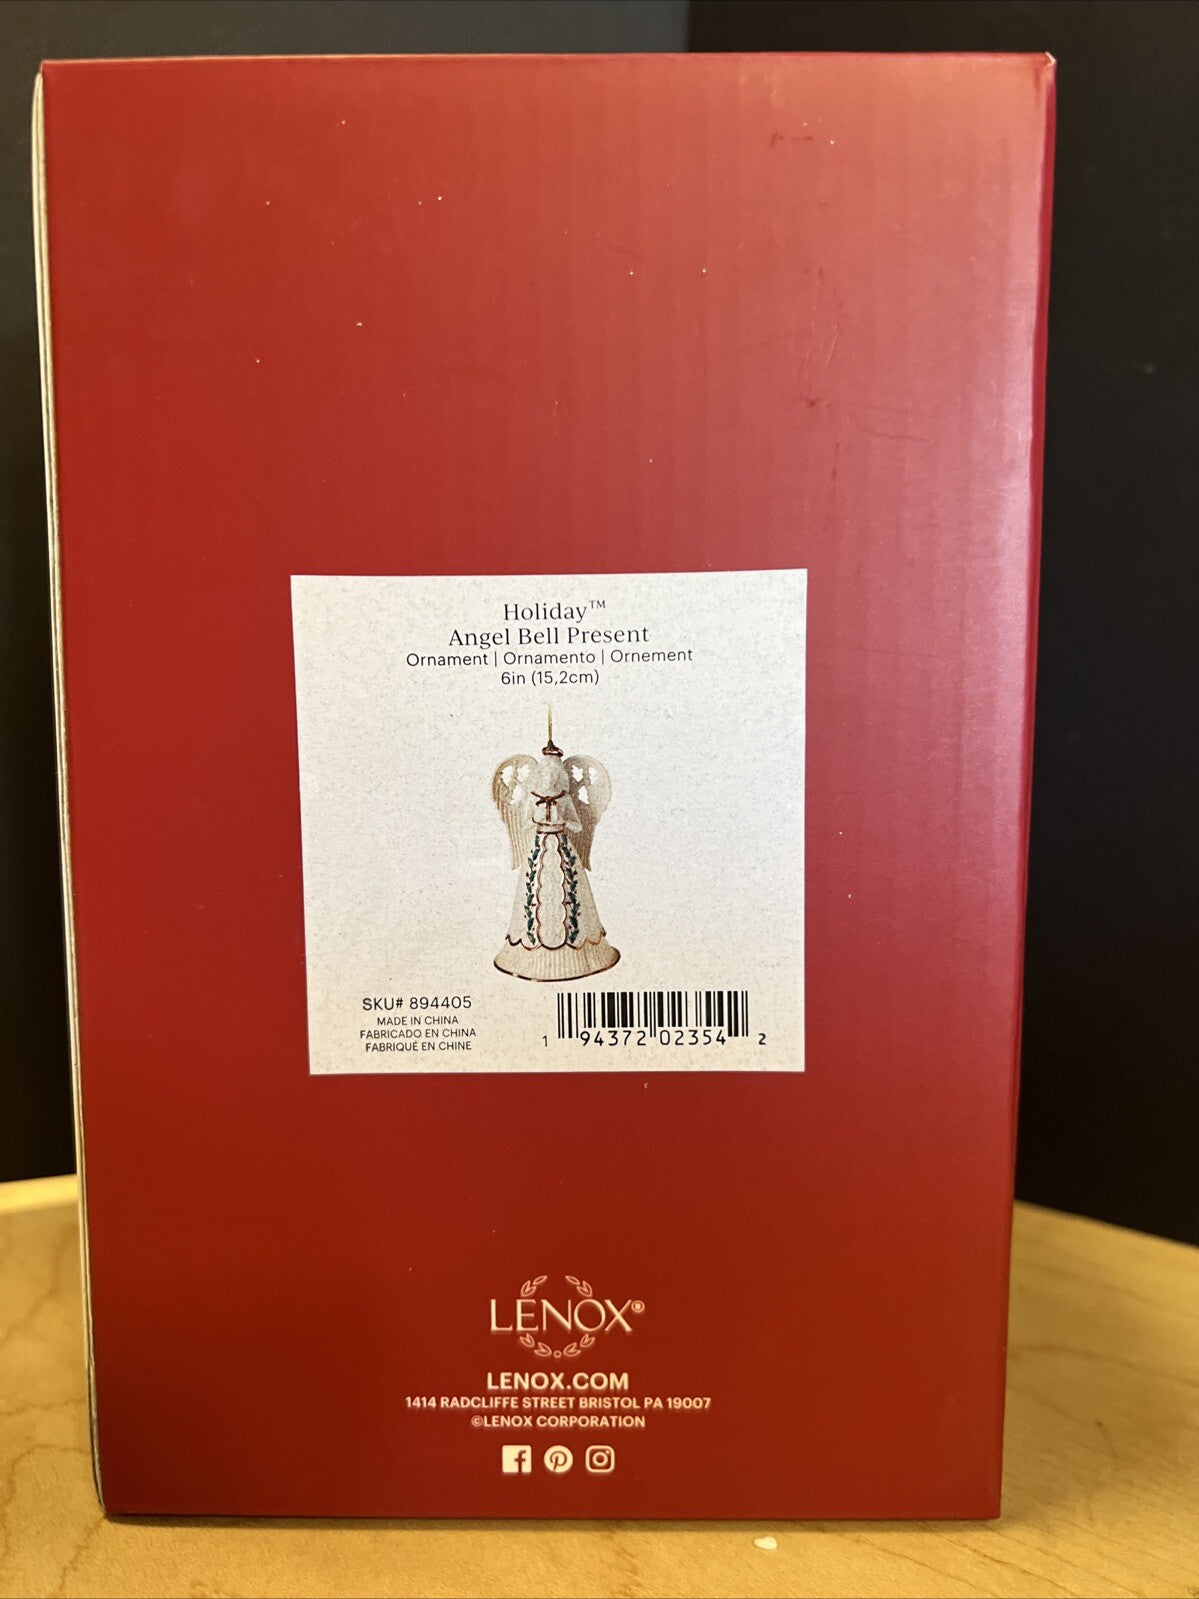 Holiday™
Angel Bell Present
Ornament | Ornamento | Ornement
6in (15,2cm)
SKU# 894405
MADE IN CHINA
FABRICADO EN CHINA
FABRIQUÉ EN CHINE
1 94372 02354 2
LENOX®
LENOX.COM
1414 RADCLIFFE STREET BRISTOL PA 19007
©LENOX CORPORATION